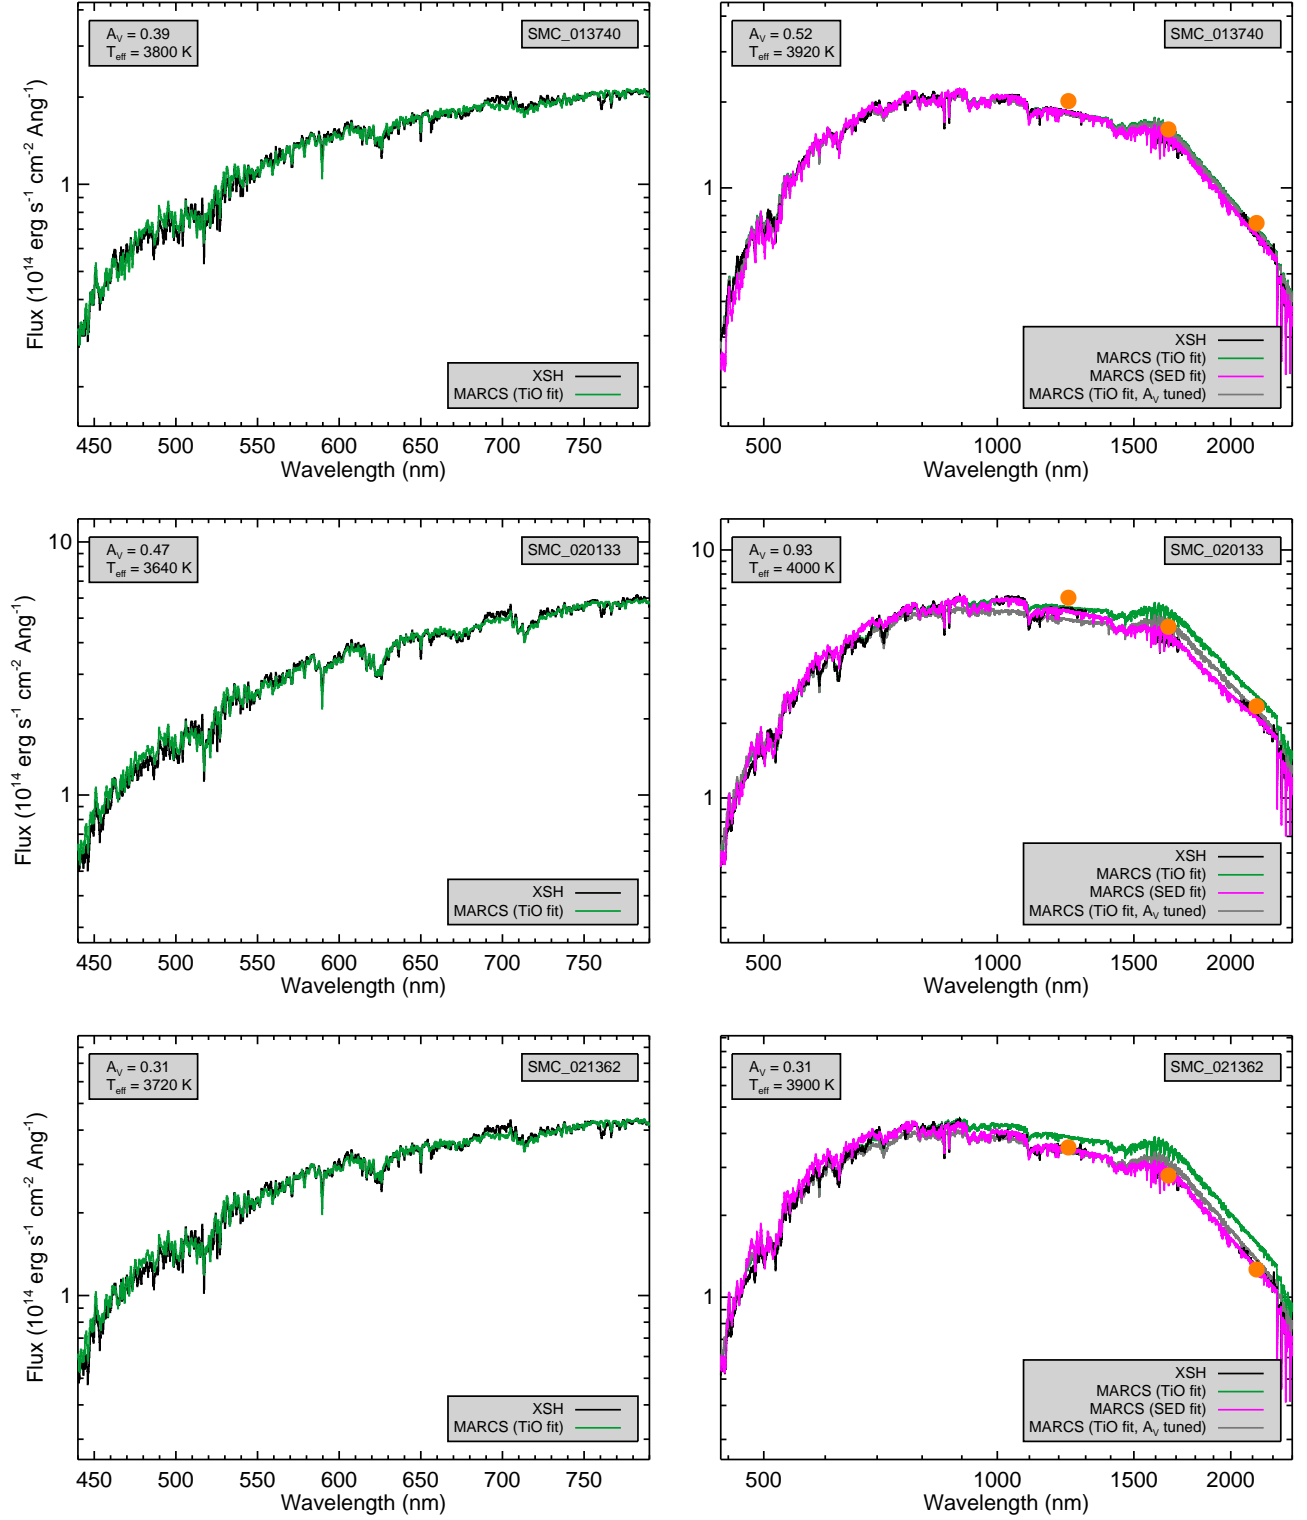 A_V = 0.39
T_eff = 3800 K
SMC_013740
1
Flux (10^14 erg s^-1 cm^-2 Ang^-1)
XSH
MARCS (TiO fit)
450 500 550 600 650 700 750
Wavelength (nm)
A_V = 0.52
T_eff = 3920 K
SMC_013740
1
XSH
MARCS (TiO fit)
MARCS (SED fit)
MARCS (TiO fit, A_V tuned)
500 1000 1500 2000
Wavelength (nm)
10
A_V = 0.47
T_eff = 3640 K
SMC_020133
1
Flux (10^14 erg s^-1 cm^-2 Ang^-1)
XSH
MARCS (TiO fit)
450 500 550 600 650 700 750
Wavelength (nm)
10
A_V = 0.93
T_eff = 4000 K
SMC_020133
1
XSH
MARCS (TiO fit)
MARCS (SED fit)
MARCS (TiO fit, A_V tuned)
500 1000 1500 2000
Wavelength (nm)
A_V = 0.31
T_eff = 3720 K
SMC_021362
1
Flux (10^14 erg s^-1 cm^-2 Ang^-1)
XSH
MARCS (TiO fit)
450 500 550 600 650 700 750
Wavelength (nm)
A_V = 0.31
T_eff = 3900 K
SMC_021362
1
XSH
MARCS (TiO fit)
MARCS (SED fit)
MARCS (TiO fit, A_V tuned)
500 1000 1500 2000
Wavelength (nm)